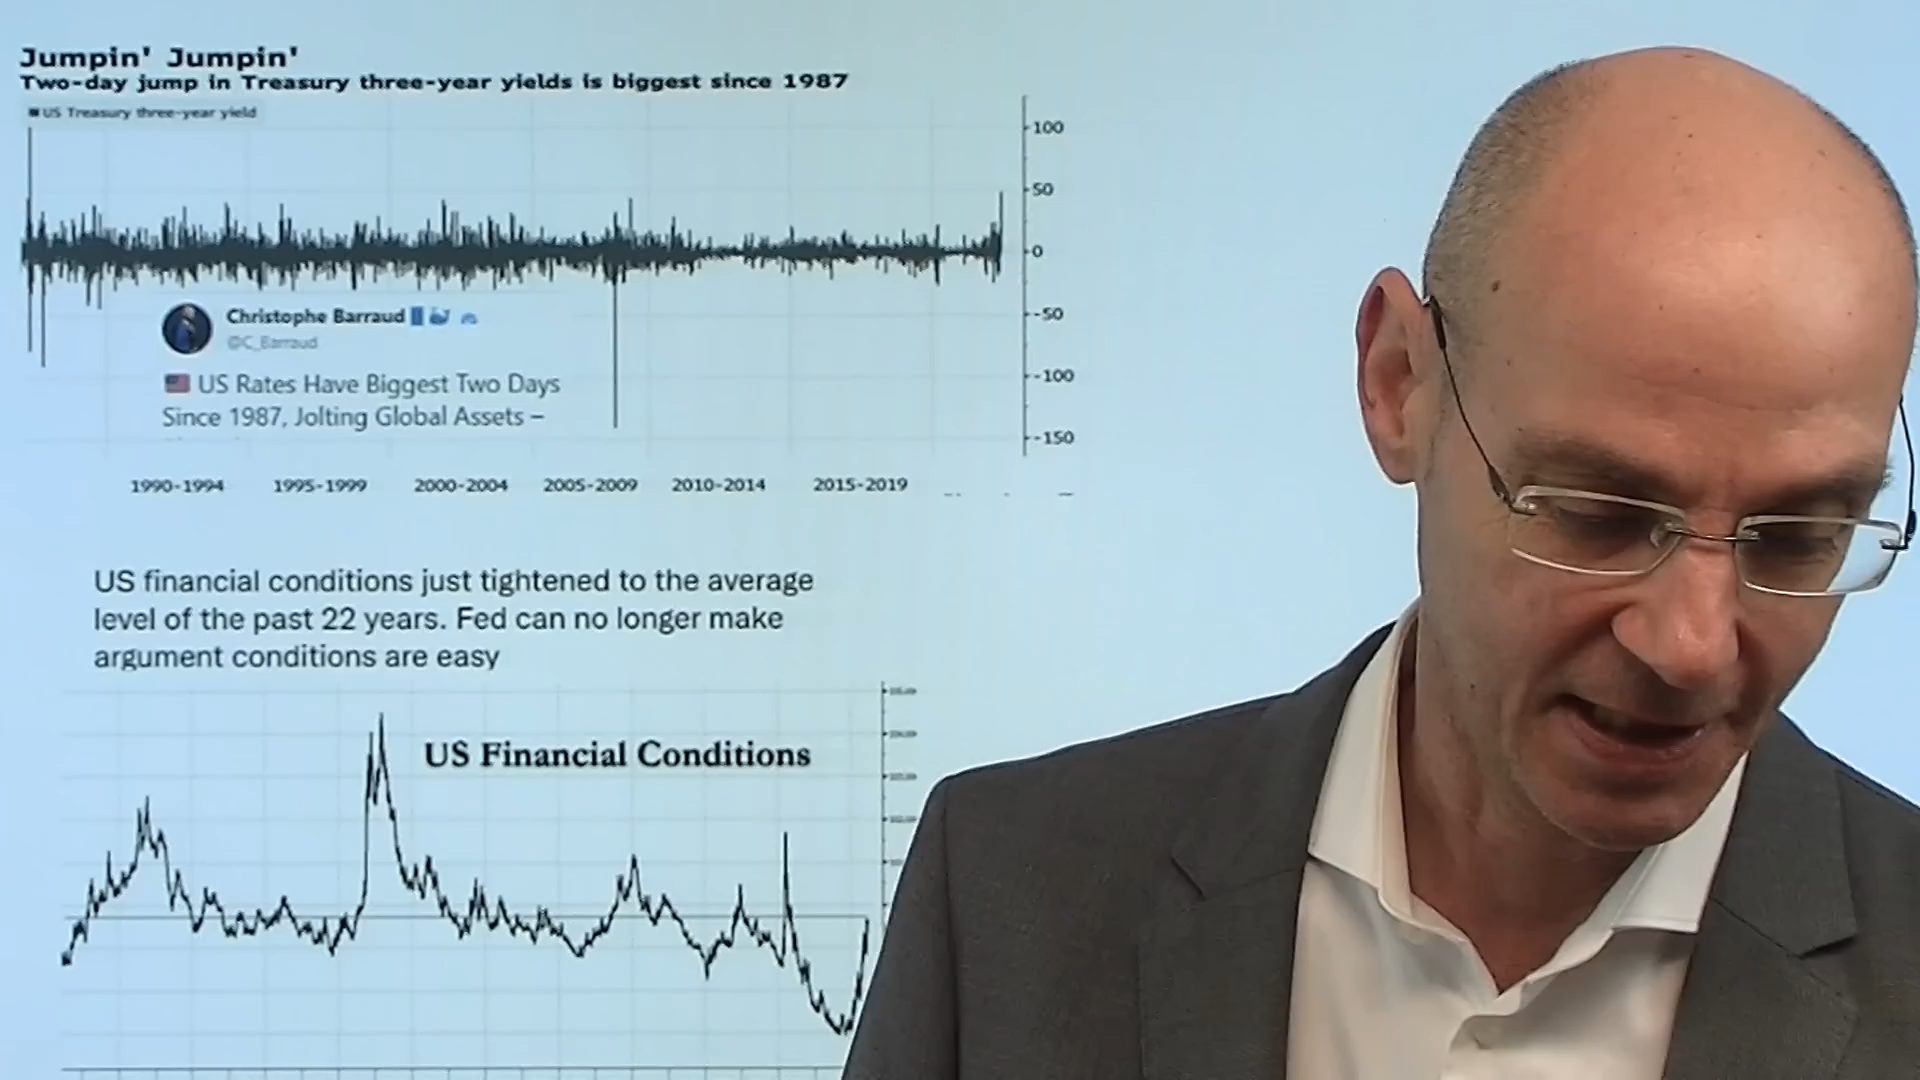 Jumpin' Jumpin'
Two-day jump in Treasury three-year yields is biggest since 1987
US Treasury three-year yield
100
50
0
-50
-100
-150
Christophe Barraud
@C_Barraud
US Rates Have Biggest Two Days
Since 1987, Jolting Global Assets –
1990-1994 1995-1999 2000-2004 2005-2009 2010-2014 2015-2019
US financial conditions just tightened to the average
level of the past 22 years. Fed can no longer make
argument conditions are easy
US Financial Conditions